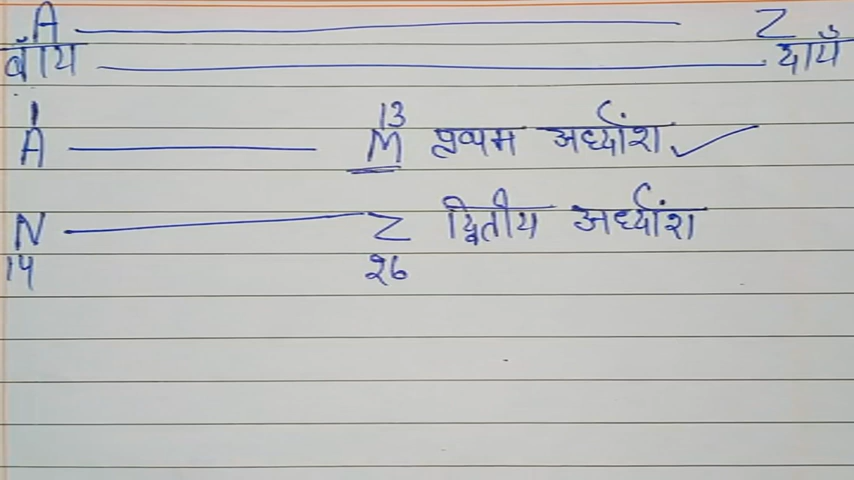 A Z
बाँयें दायें
1 13
A M प्रथम अर्ध्दांश
N Z द्वितीय अर्ध्दांश
14 26